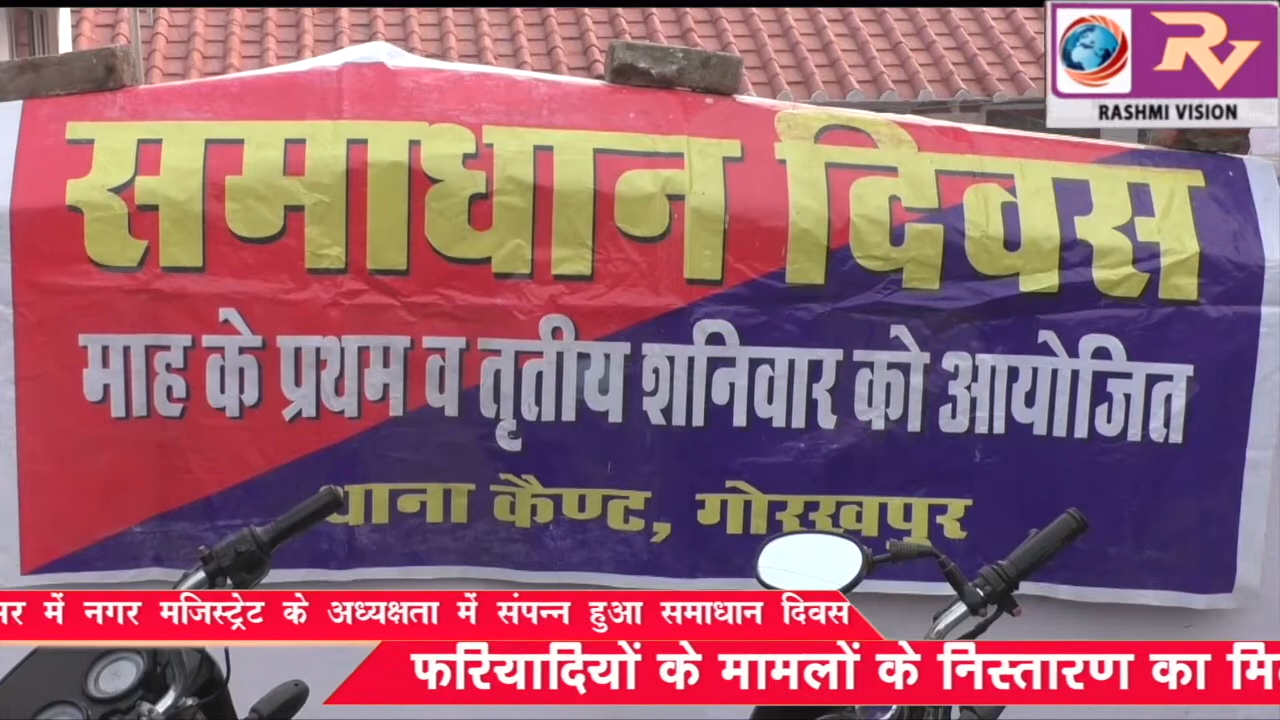 RASHMI VISION
समाधान दिवस
माह के प्रथम व तृतीय शनिवार को आयोजित
थाना कैण्ट, गोरखपुर
में नगर मजिस्ट्रेट के अध्यक्षता में संपन्न हुआ समाधान दिवस
फरियादियों के मामलों के निस्तारण का